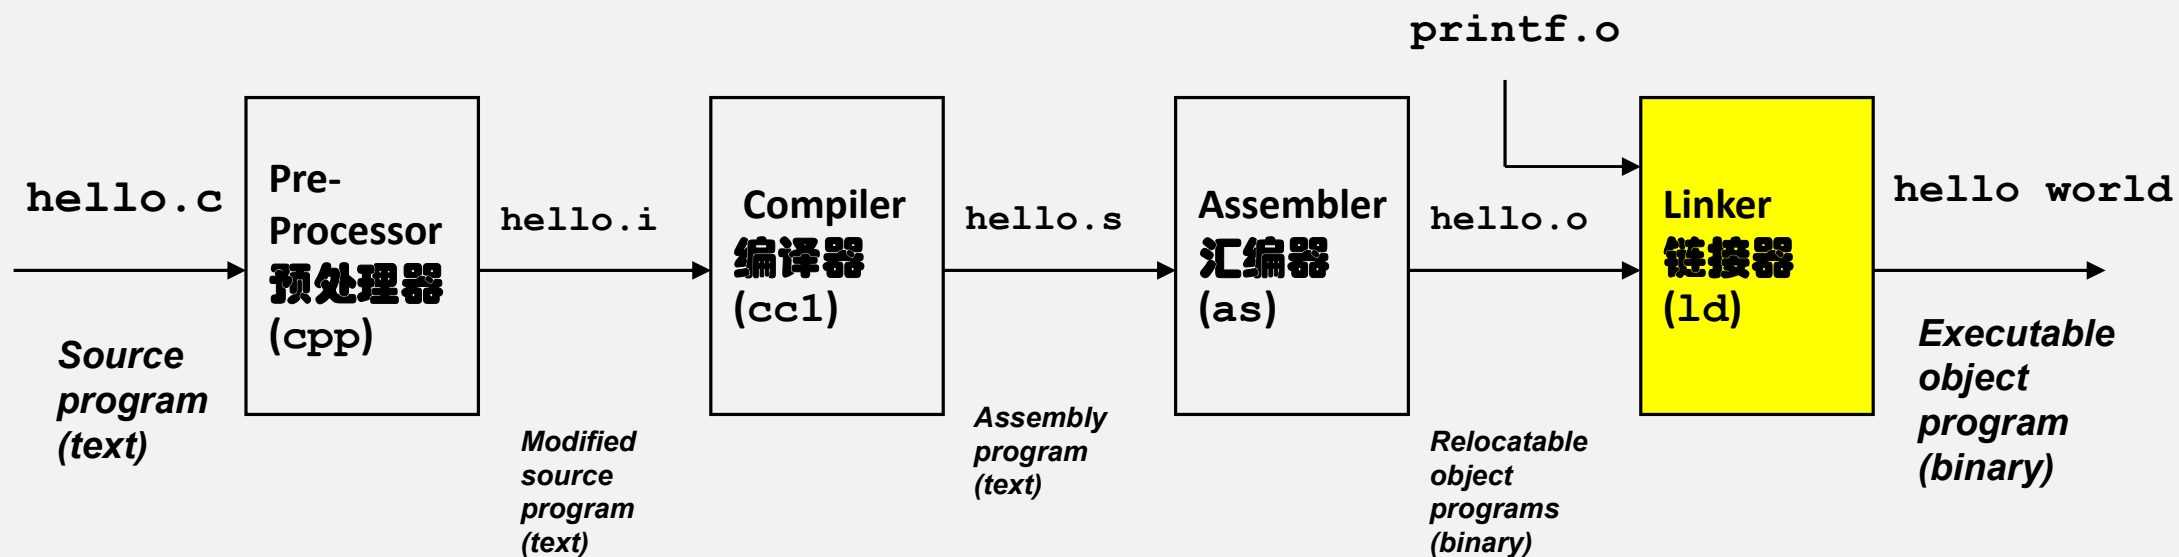 printf.o
hello.c
Pre-
Processor
预处理器
(cpp)
hello.i
Compiler
编译器
(cc1)
hello.s
Assembler
汇编器
(as)
hello.o
Linker
链接器
(ld)
hello world
Source
program
(text)
Modified
source
program
(text)
Assembly
program
(text)
Relocatable
object
programs
(binary)
Executable
object
program
(binary)